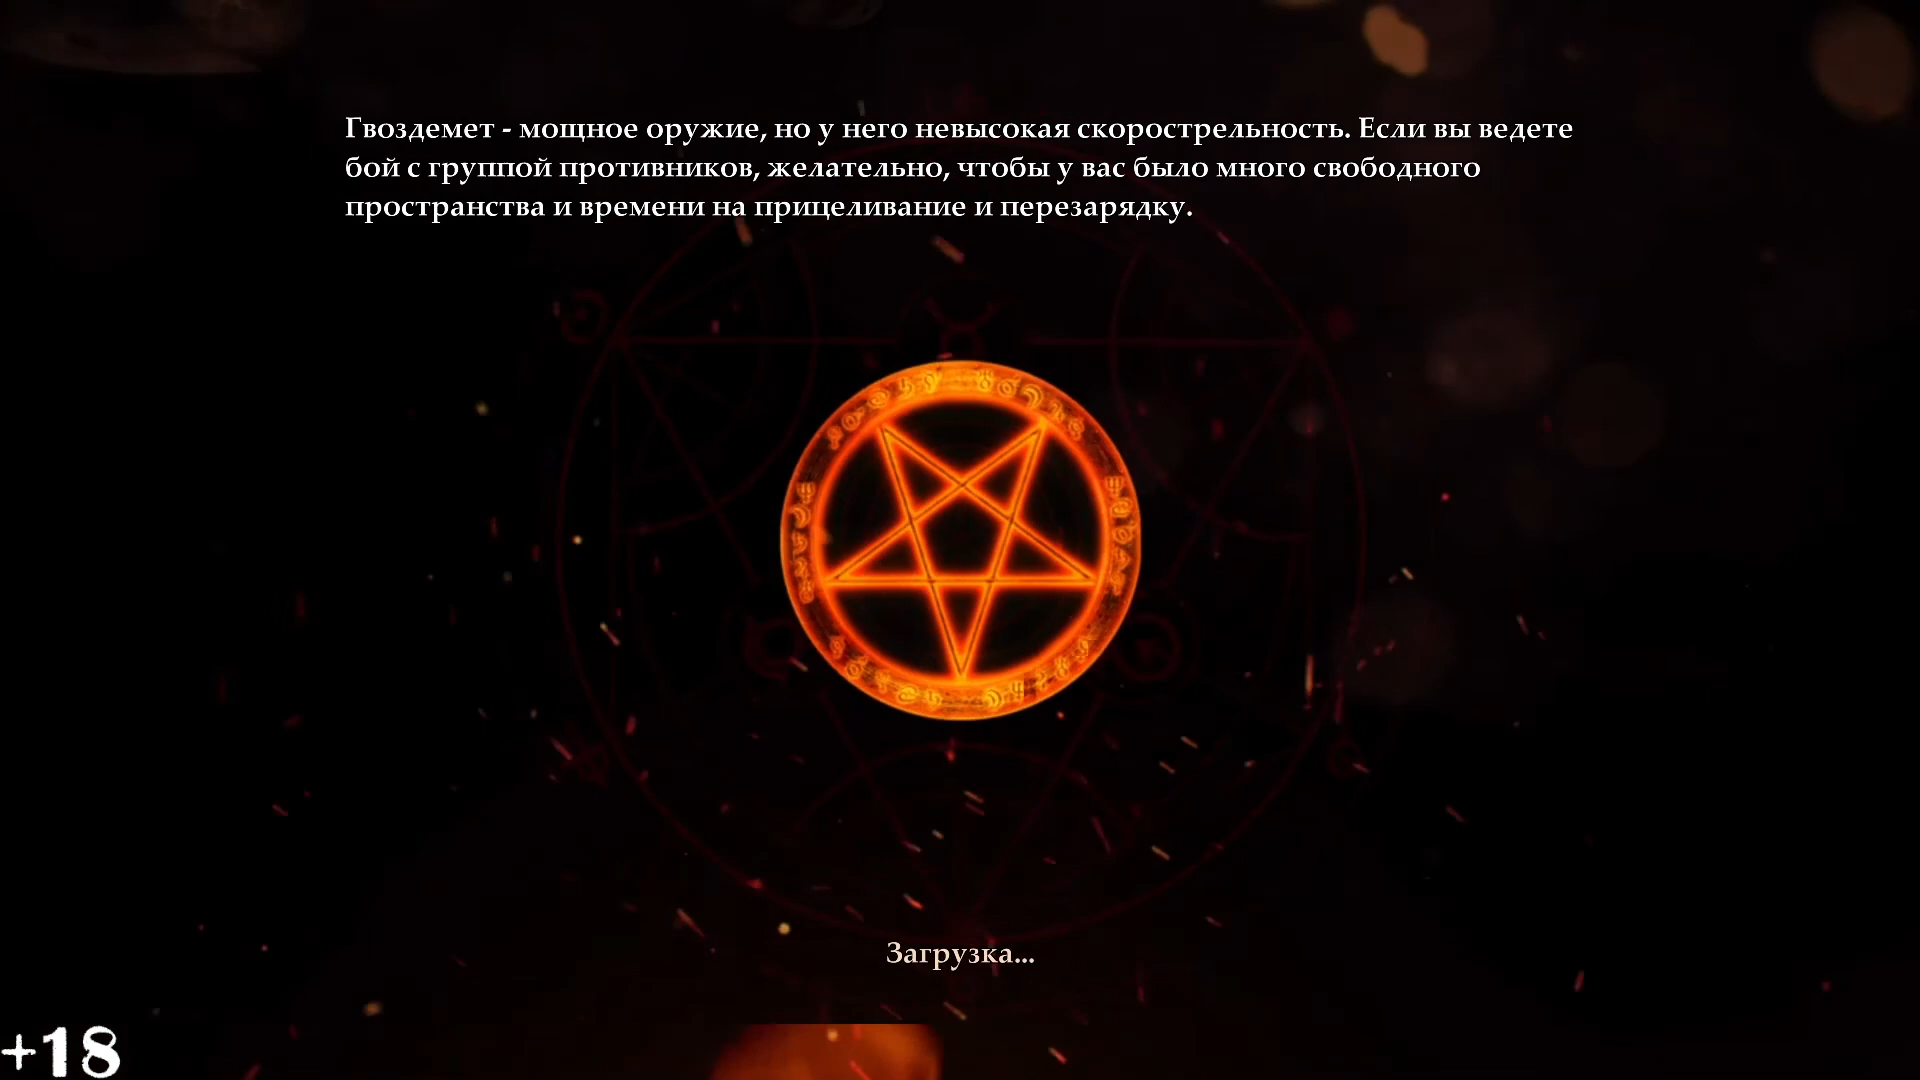 Гвоздемет - мощное оружие, но у него невысокая скорострельность. Если вы ведете
бой с группой противников, желательно, чтобы у вас было много свободного
пространства и времени на прицеливание и перезарядку.
Загрузка...
+18